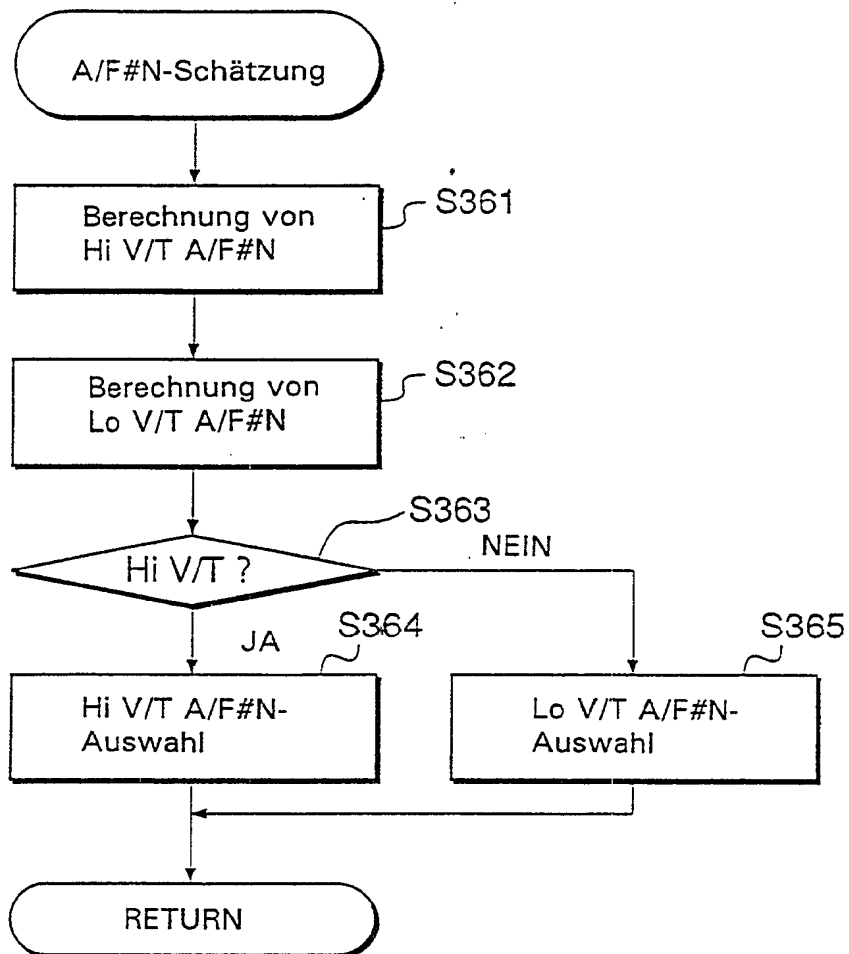 A/F#N-Schätzung
Berechnung von
Hi V/T A/F#N
S361
Berechnung von
Lo V/T A/F#N
S362
S363
Hi V/T ?
NEIN
JA
S364
S365
Hi V/T A/F#N-
Auswahl
Lo V/T A/F#N-
Auswahl
RETURN